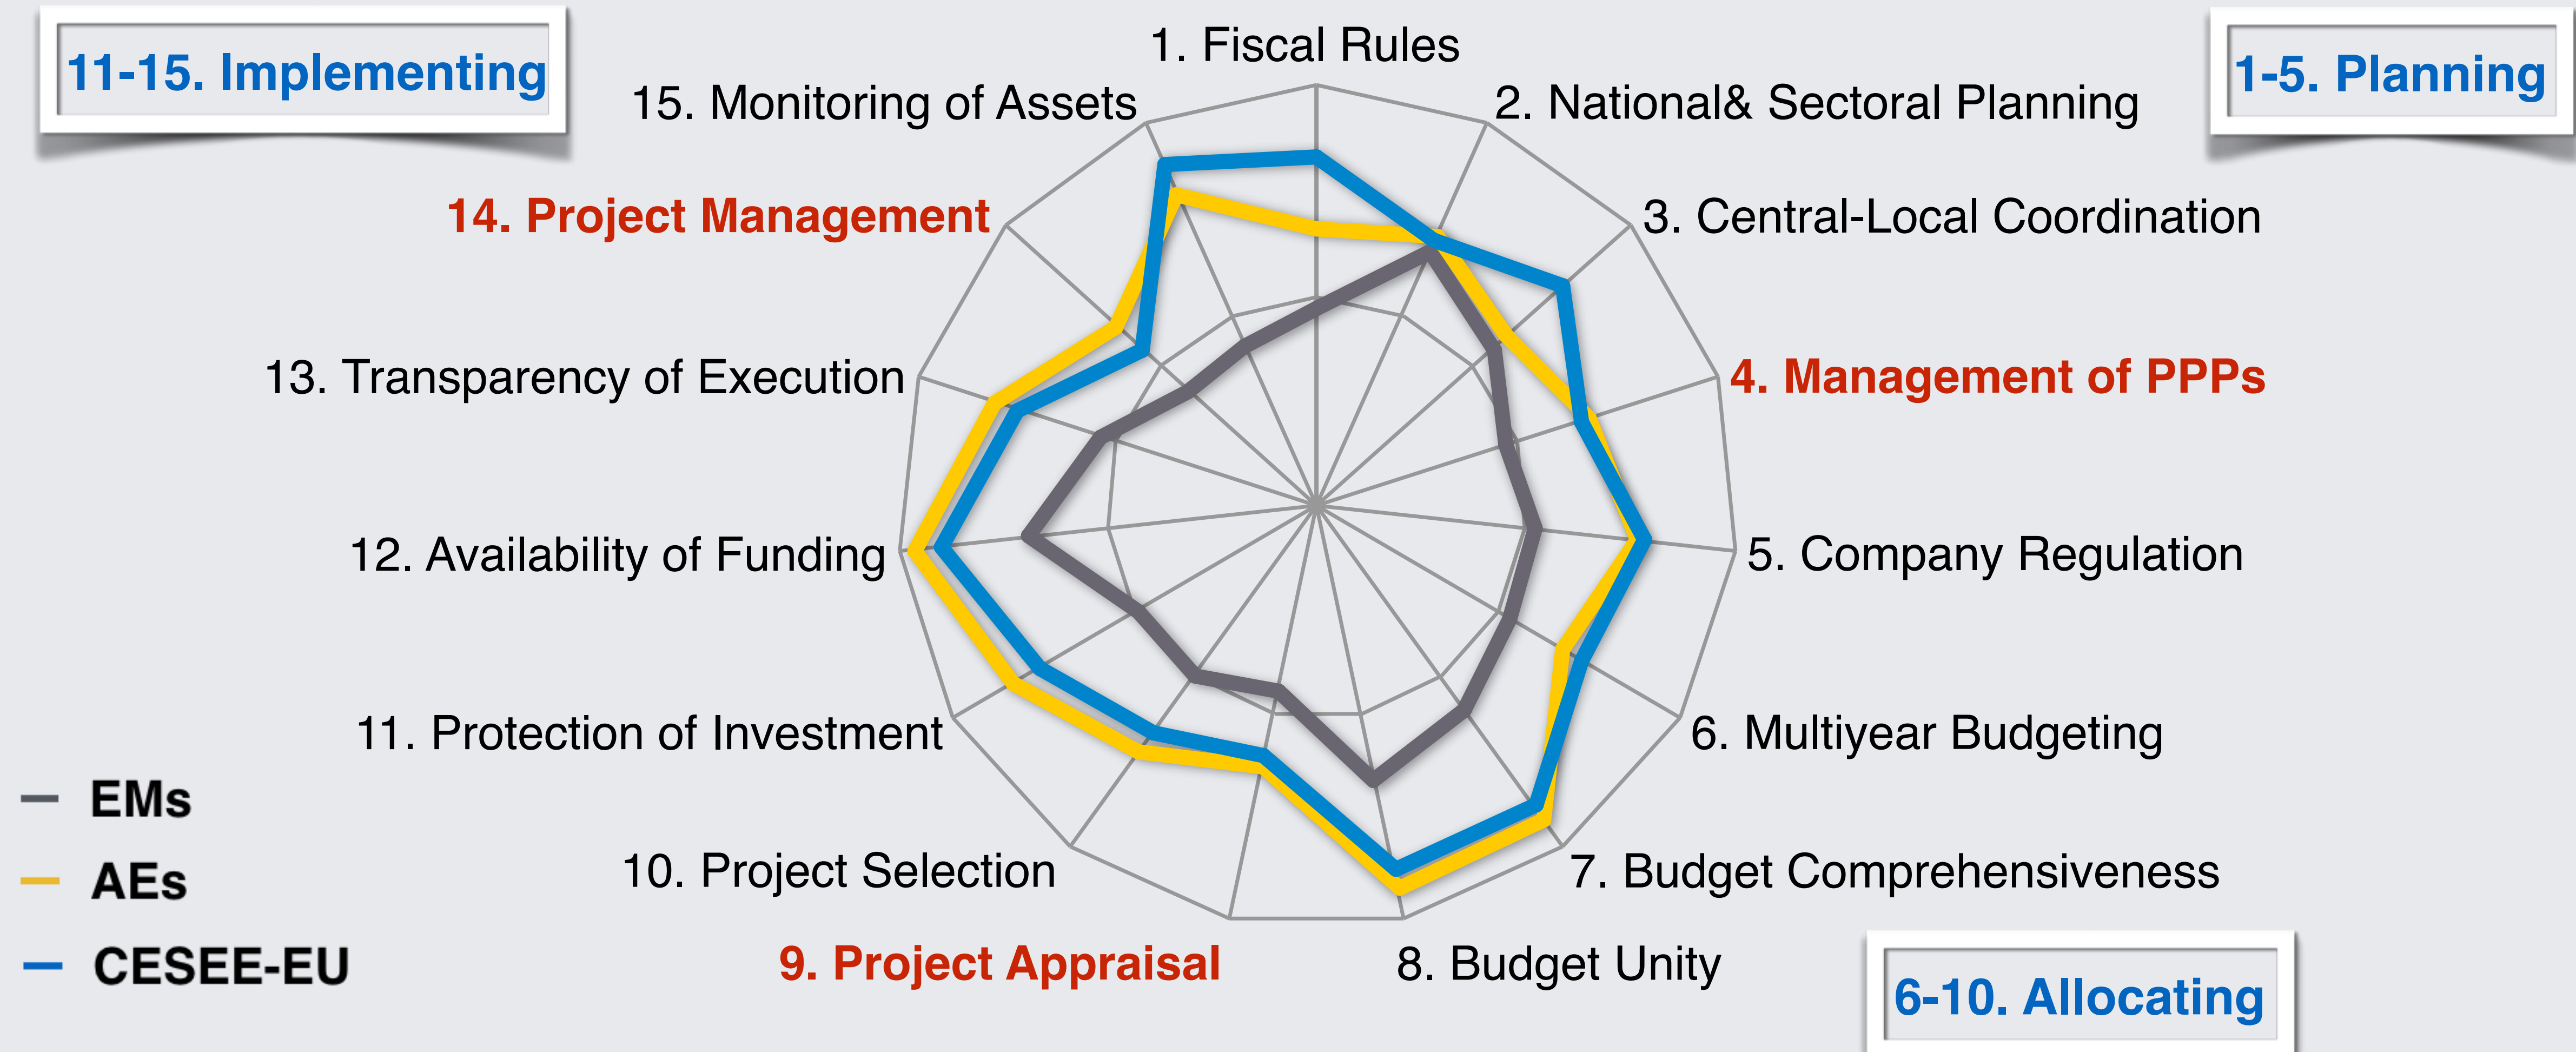 11-15. Implementing
1-5. Planning
1. Fiscal Rules
2. National& Sectoral Planning
3. Central-Local Coordination
4. Management of PPPs
5. Company Regulation
6. Multiyear Budgeting
7. Budget Comprehensiveness
8. Budget Unity
9. Project Appraisal
10. Project Selection
11. Protection of Investment
12. Availability of Funding
13. Transparency of Execution
14. Project Management
15. Monitoring of Assets
EMs
AEs
CESEE-EU
6-10. Allocating